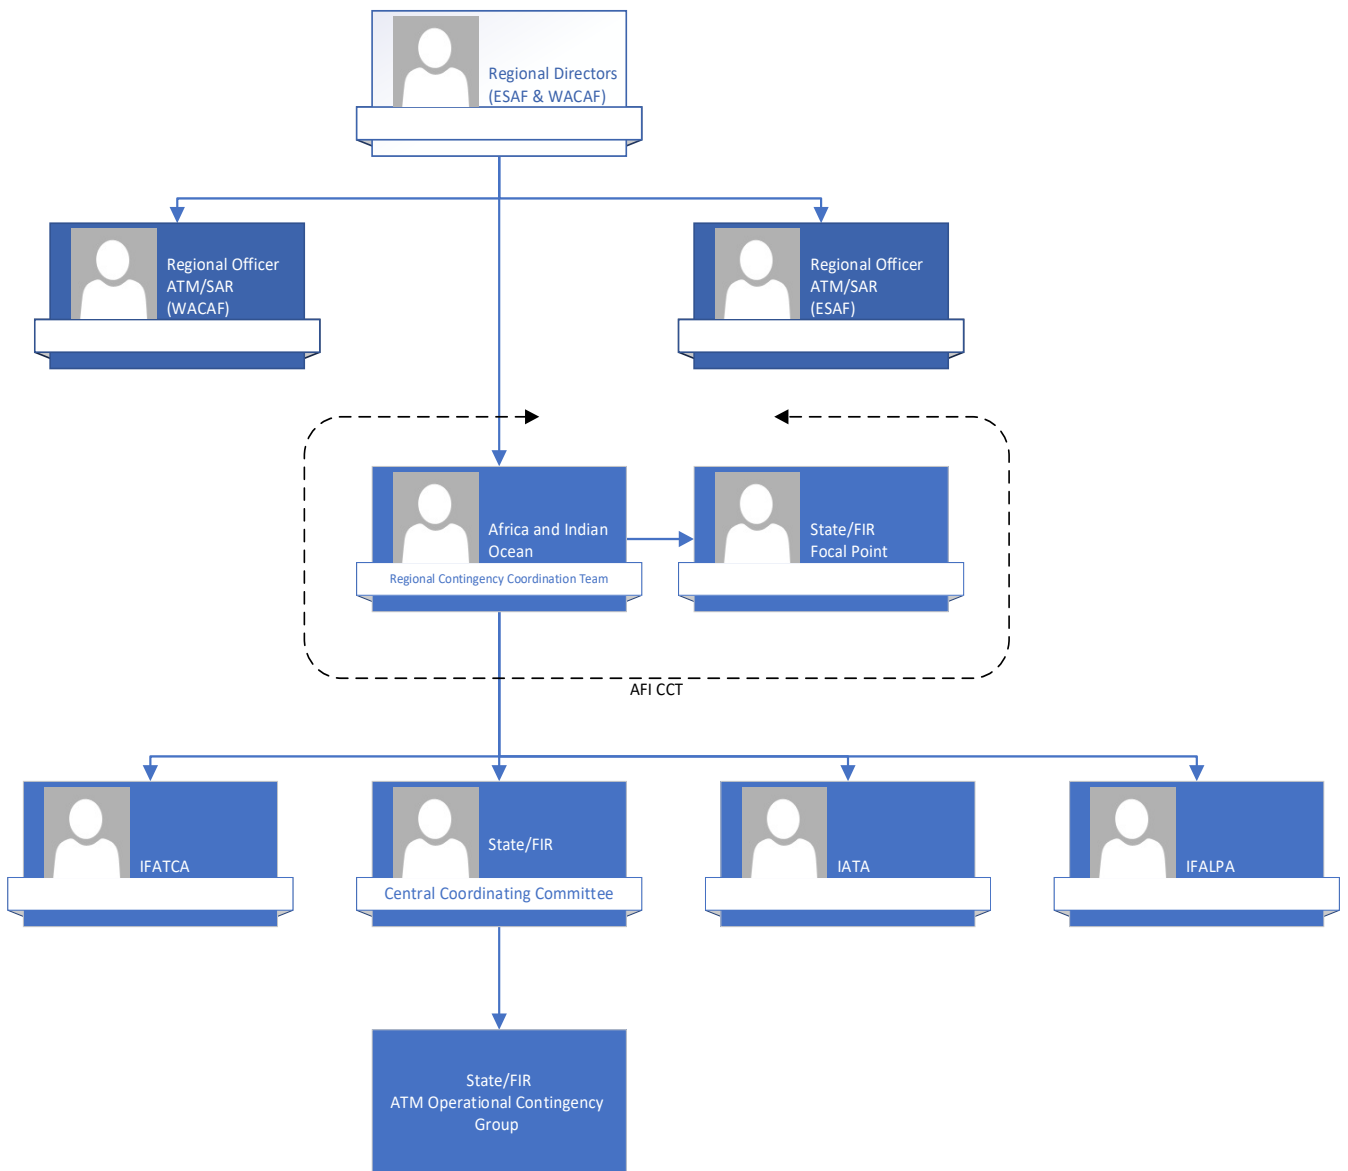 Regional Directors
(ESAF & WACAF)
Regional Officer
ATM/SAR
(WACAF)
Regional Officer
ATM/SAR
(ESAF)
Africa and Indian
Ocean
Regional Contingency Coordination Team
State/FIR
Focal Point
AFI CCT
IFATCA
State/FIR
Central Coordinating Committee
IATA
IFALPA
State/FIR
ATM Operational Contingency
Group